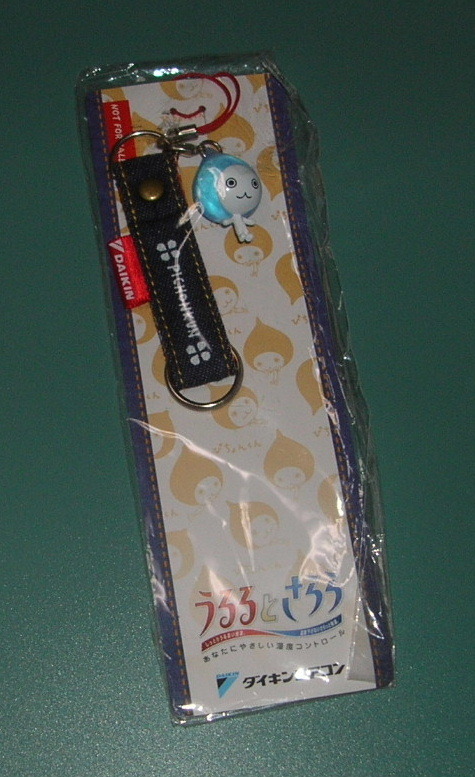 NOT FOR
DAIKIN
PICHONKUN
ぴちょんくん
うるるとさらら
あなたにやさしい湿度コントロール
DAIKIN
ダイキンエアコン